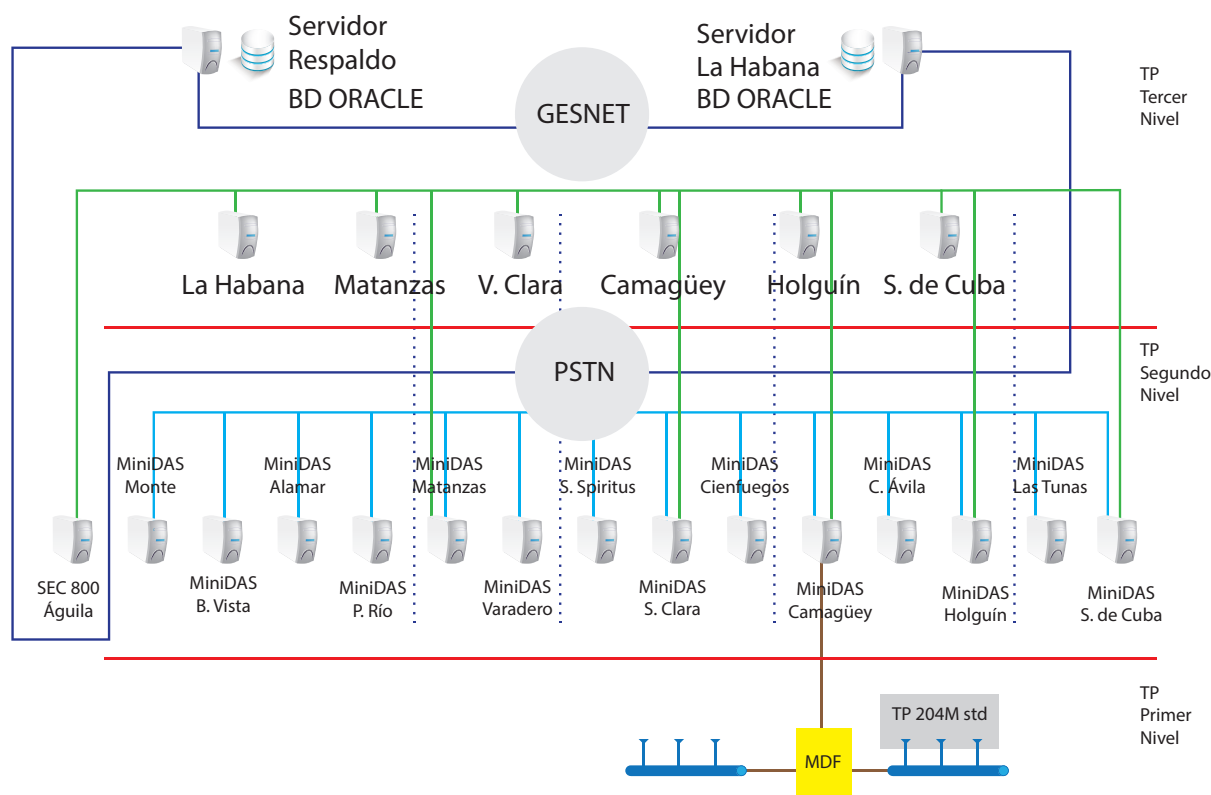 Servidor
Respaldo
BD ORACLE
GESNET
Servidor
La Habana
BD ORACLE
TP
Tercer
Nivel
La Habana
Matanzas
V. Clara
Camagüey
Holguín
S. de Cuba
PSTN
TP
Segundo
Nivel
MiniDAS
Monte
MiniDAS
Alamar
MiniDAS
Matanzas
MiniDAS
S. Spiritus
MiniDAS
Cienfuegos
MiniDAS
C. Ávila
MiniDAS
Las Tunas
SEC 800
Águila
MiniDAS
B. Vista
MiniDAS
P. Río
MiniDAS
Varadero
MiniDAS
S. Clara
MiniDAS
Camagüey
MiniDAS
Holguín
MiniDAS
S. de Cuba
TP
Primer
Nivel
TP 204M std
MDF